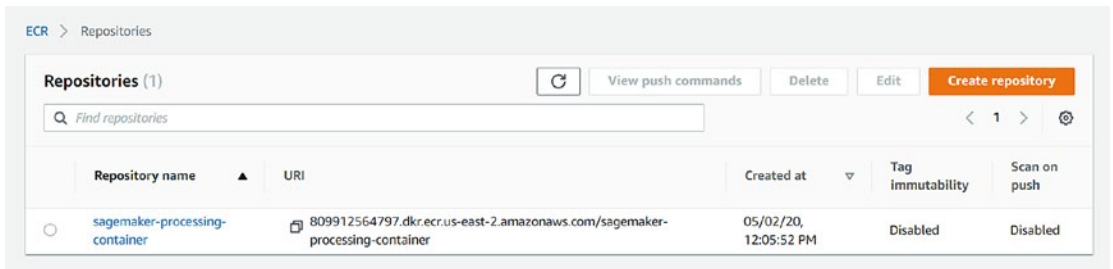 ECR > Repositories
Repositories (1) View push commands Delete Edit Create repository
Find repositories < 1 >
Repository name ▲ URI Created at ▽ Tag immutability Scan on push
sagemaker-processing-
container
809912564797.dkr.ecr.us-east-2.amazonaws.com/sagemaker-
processing-container
05/02/20,
12:05:52 PM
Disabled
Disabled